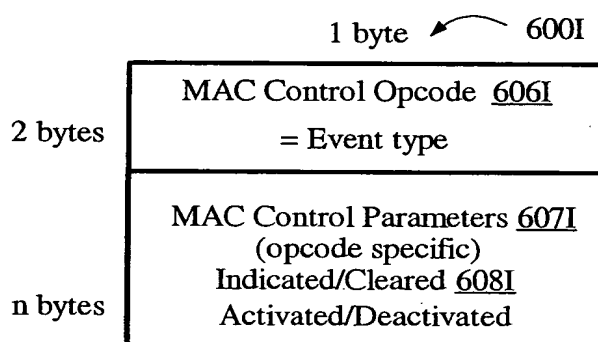 1 byte 600I
MAC Control Opcode 606I
2 bytes
= Event type
MAC Control Parameters 607I
(opcode specific)
Indicated/Cleared 608I
n bytes
Activated/Deactivated